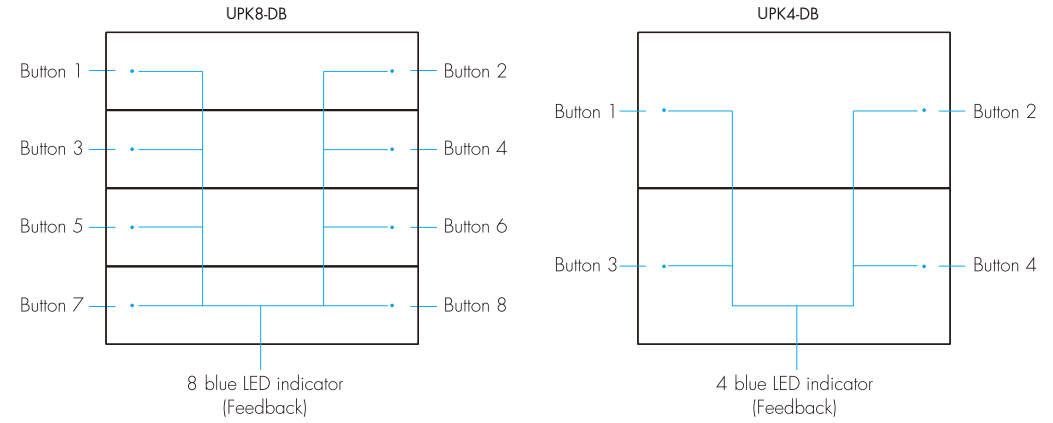 UPK8-DB
Button 1
Button 2
Button 3
Button 4
Button 5
Button 6
Button 7
Button 8
8 blue LED indicator
(Feedback)
UPK4-DB
Button 1
Button 2
Button 3
Button 4
4 blue LED indicator
(Feedback)